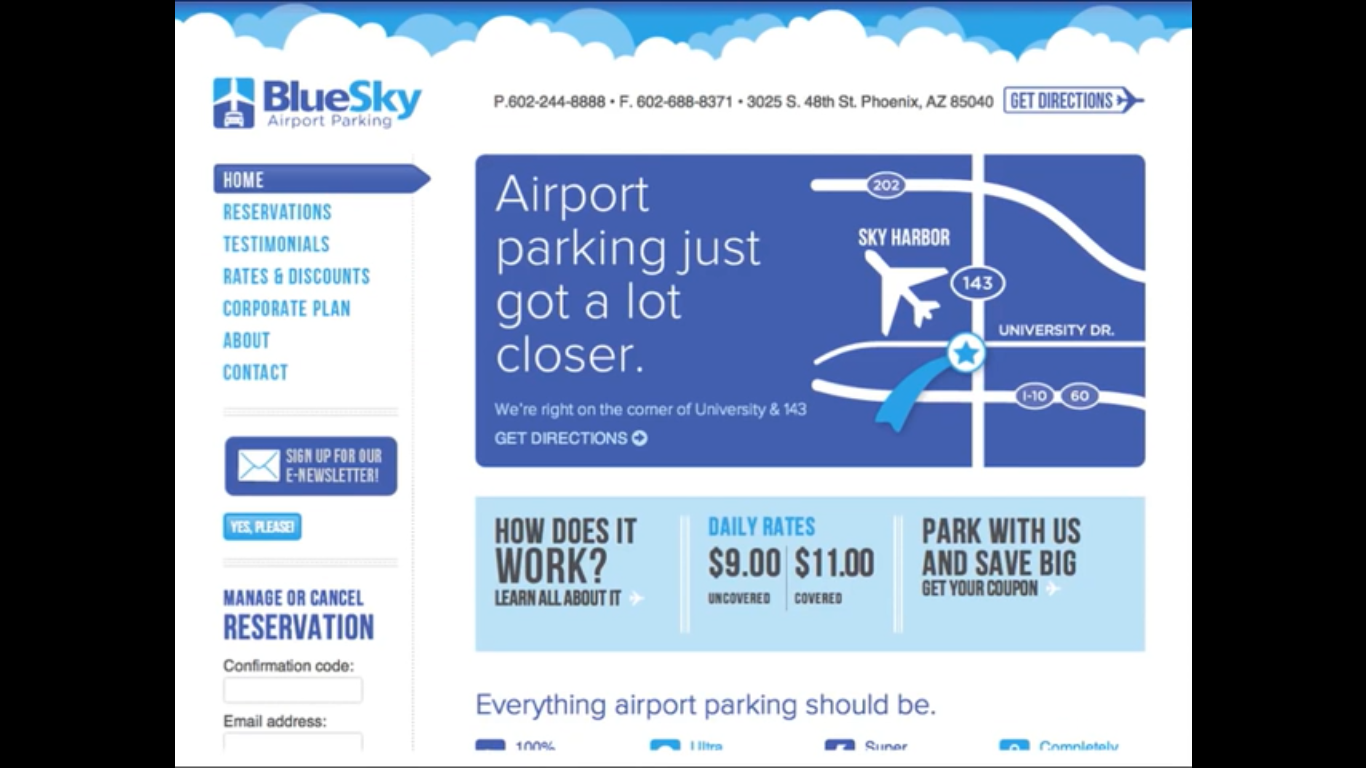 BlueSky
Airport Parking
P.602-244-8888 • F. 602-688-8371 • 3025 S. 48th St. Phoenix, AZ 85040
GET DIRECTIONS
HOME
RESERVATIONS
TESTIMONIALS
RATES & DISCOUNTS
CORPORATE PLAN
ABOUT
CONTACT
SIGN UP FOR OUR
E-NEWSLETTER!
YES, PLEASE!
MANAGE OR CANCEL
RESERVATION
Confirmation code:
Email address:
Airport
parking just
got a lot
closer.
We're right on the corner of University & 143
GET DIRECTIONS
202
SKY HARBOR
143
UNIVERSITY DR.
I-10 60
HOW DOES IT
WORK?
LEARN ALL ABOUT IT
DAILY RATES
$9.00 $11.00
UNCOVERED COVERED
PARK WITH US
AND SAVE BIG
GET YOUR COUPON
Everything airport parking should be.
100% Ultra Super Completely